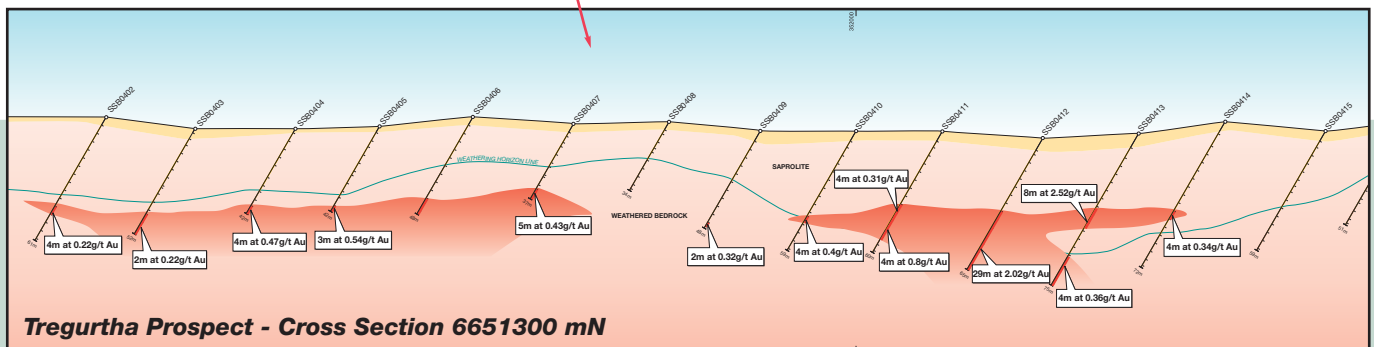 392000
SSB0402
SSB0403
SSB0404
SSB0405
SSB0406
SSB0407
SSB0408
SSB0409
SSB0410
SSB0411
SSB0412
SSB0413
SSB0414
SSB0415
WEATHERING HORIZON LINE
SAPROLITE
WEATHERED BEDROCK
4m at 0.22g/t Au
2m at 0.22g/t Au
4m at 0.47g/t Au
3m at 0.54g/t Au
5m at 0.43g/t Au
2m at 0.32g/t Au
4m at 0.4g/t Au
4m at 0.31g/t Au
4m at 0.8g/t Au
29m at 2.02g/t Au
8m at 2.52g/t Au
4m at 0.36g/t Au
4m at 0.34g/t Au
Tregurtha Prospect - Cross Section 6651300 mN